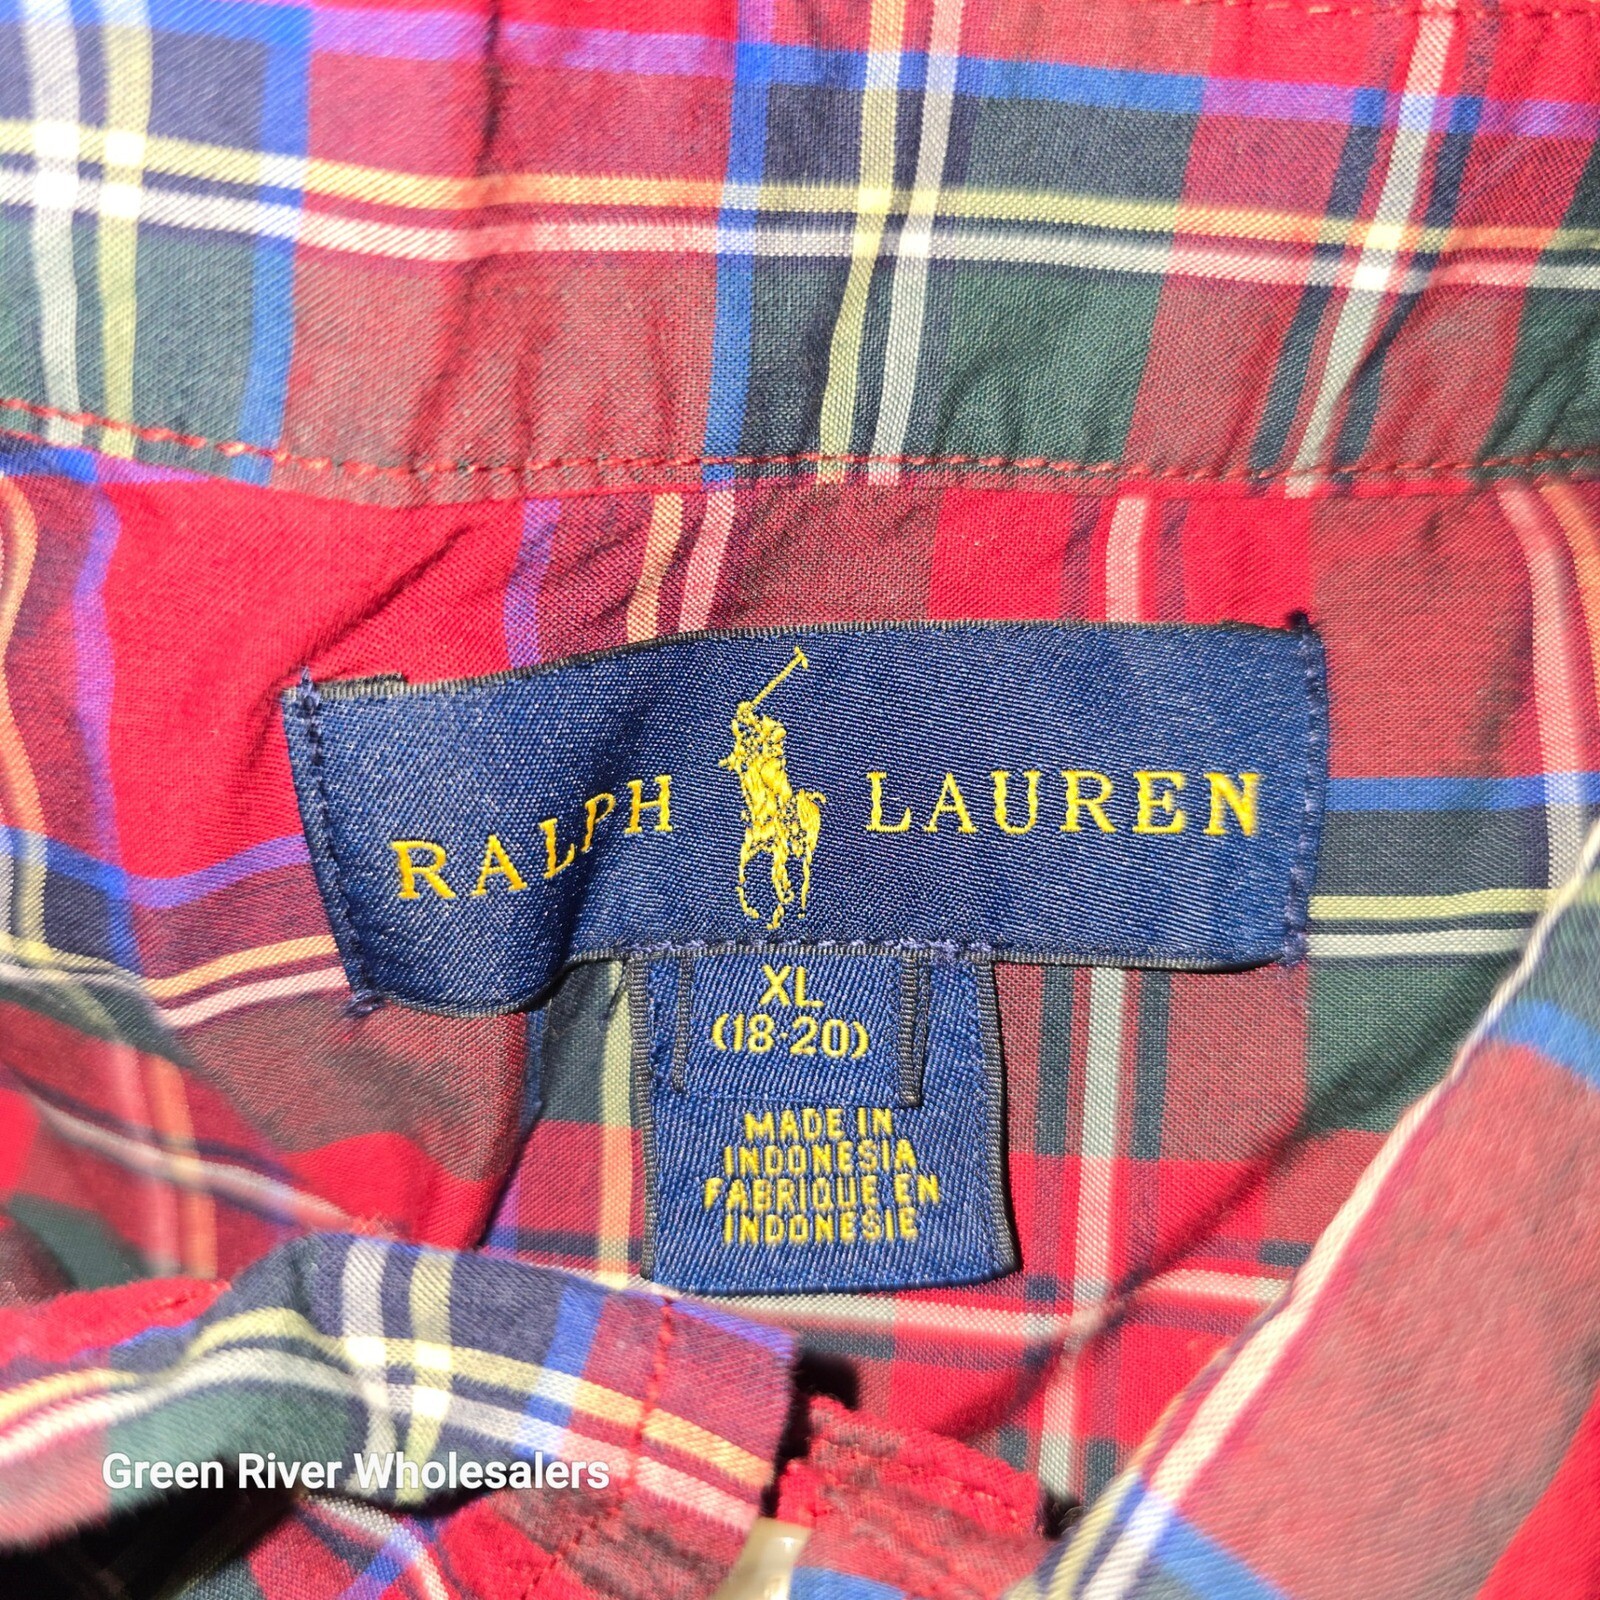 RALPH LAUREN
XL
(18-20)
MADE IN
INDONESIA
FABRIQUE EN
INDONESIE
Green River Wholesalers